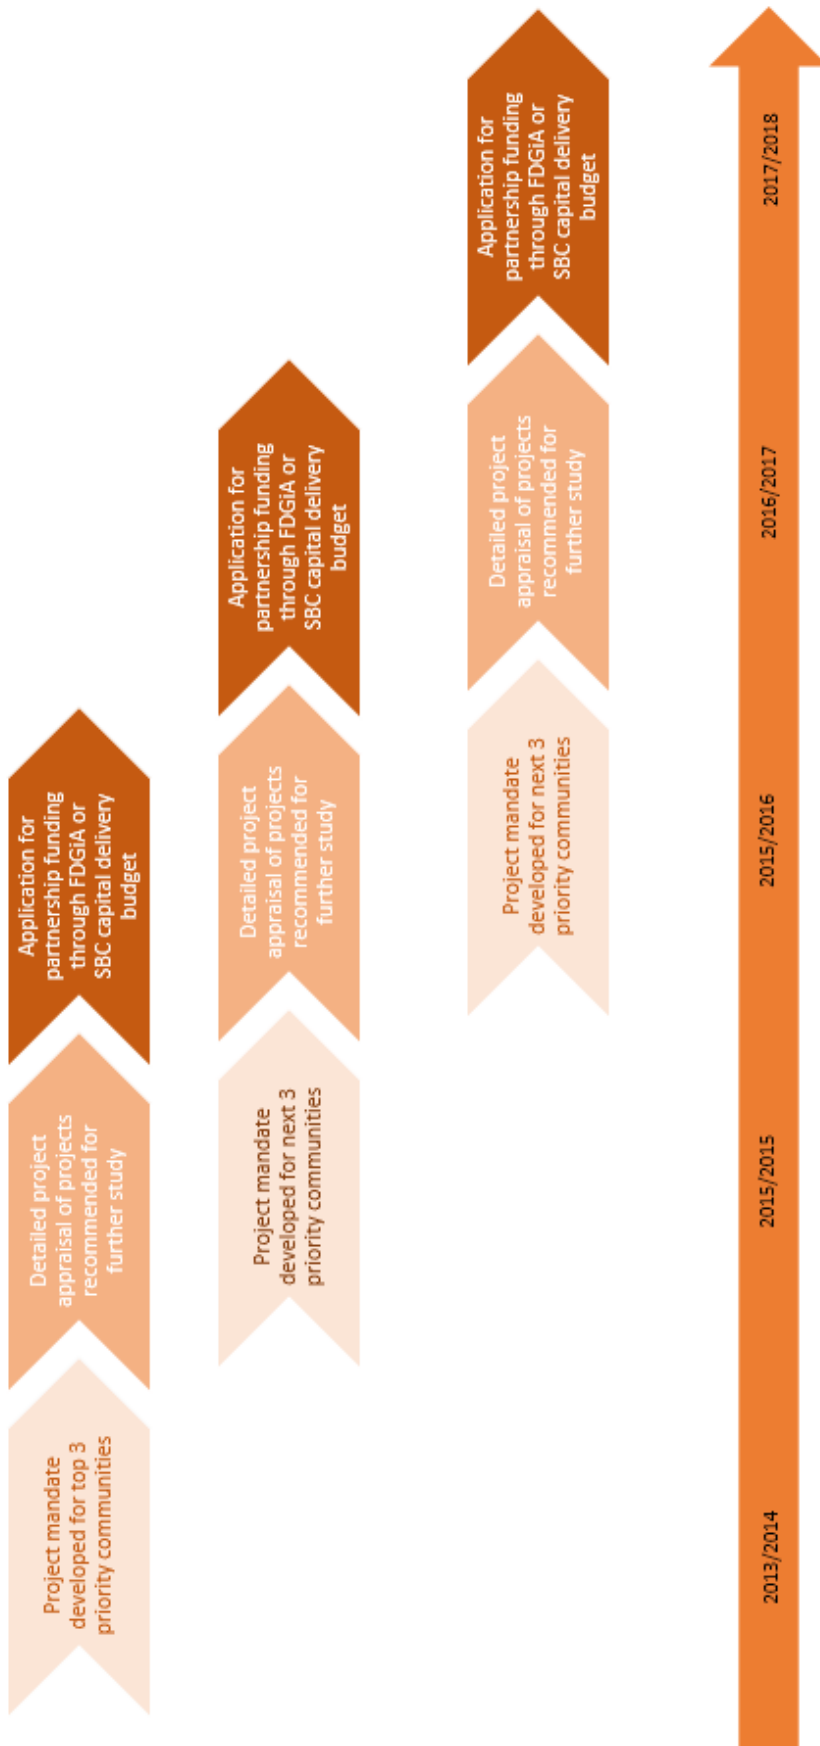 Project mandate
developed for top 3
priority communities
Detailed project
appraisal of projects
recommended for
further study
Application for
partnership funding
through FDGiA or
SBC capital delivery
budget
Project mandate
developed for next 3
priority communities
Detailed project
appraisal of projects
recommended for
further study
Application for
partnership funding
through FDGiA or
SBC capital delivery
budget
Project mandate
developed for next 3
priority communities
Detailed project
appraisal of projects
recommended for
further study
Application for
partnership funding
through FDGiA or
SBC capital delivery
budget
2013/2014
2015/2015
2015/2016
2016/2017
2017/2018